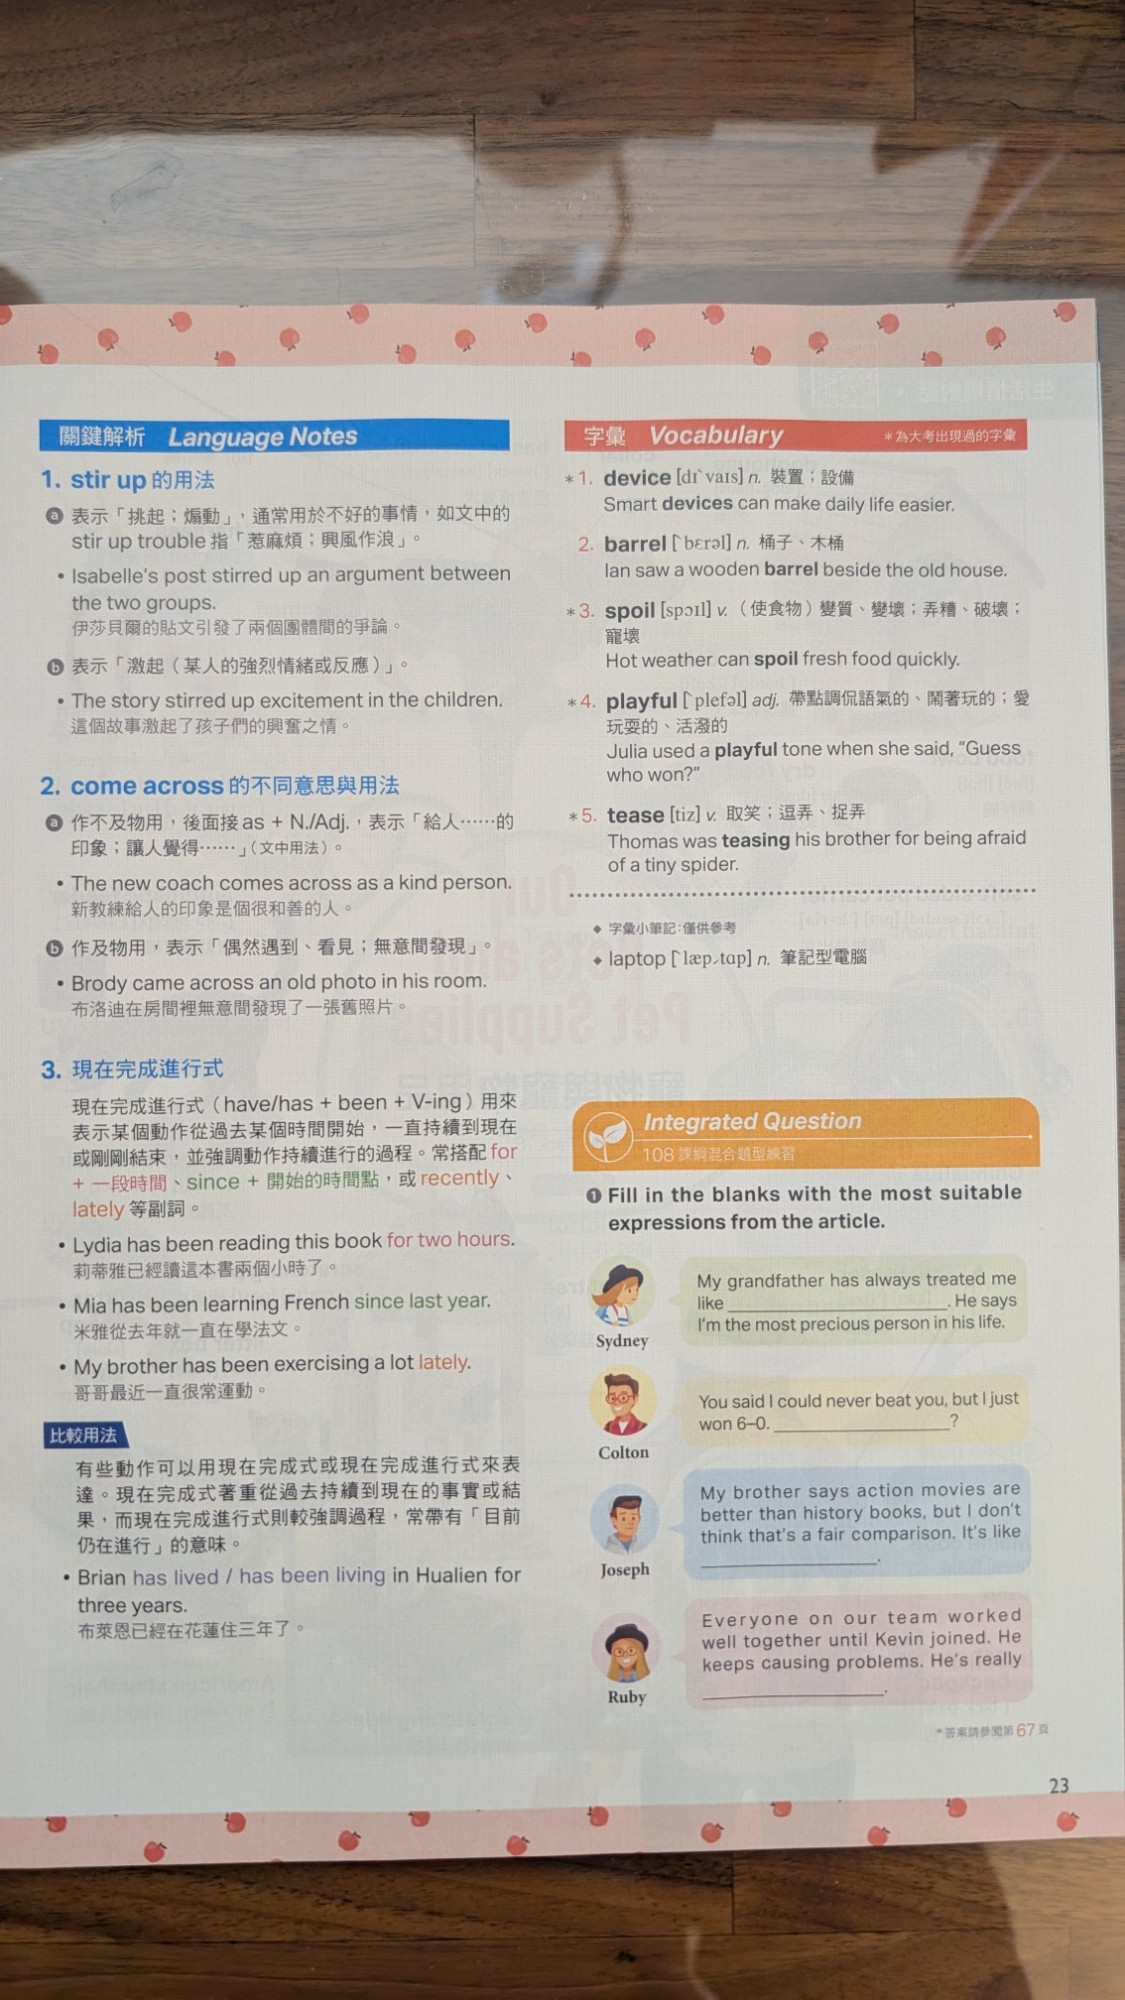 關鍵解析 Language Notes
1. stir up 的用法
a 表示「挑起；煽動」，通常用於不好的事情，如文中的
stir up trouble 指「惹麻煩；興風作浪」。
• Isabelle's post stirred up an argument between
the two groups.
伊莎貝爾的貼文引發了兩個團體間的爭論。
b 表示「激起（某人的強烈情緒或反應）」。
• The story stirred up excitement in the children.
這個故事激起了孩子們的興奮之情。
2. come across 的不同意思與用法
a 作不及物用，後面接 as + N./Adj.，表示「給人……的
印象；讓人覺得……」（文中用法）。
• The new coach comes across as a kind person.
新教練給人的印象是個很和善的人。
b 作及物用，表示「偶然遇到、看見；無意間發現」。
• Brody came across an old photo in his room.
布洛迪在房間裡無意間發現了一張舊照片。
3. 現在完成進行式
現在完成進行式（have/has + been + V-ing）用來
表示某個動作從過去某個時間開始，一直持續到現在
或剛剛結束，並強調動作持續進行的過程。常搭配 for
+ 一段時間、since + 開始的時間點，或 recently、
lately 等副詞。
• Lydia has been reading this book for two hours.
莉蒂雅已經讀這本書兩個小時了。
• Mia has been learning French since last year.
米雅從去年就一直在學法文。
• My brother has been exercising a lot lately.
哥哥最近一直很常運動。
比較用法
有些動作可以用現在完成式或現在完成進行式來表
達。現在完成式著重從過去持續到現在的事實或結
果，而現在完成進行式則較強調過程，常帶有「目前
仍在進行」的意味。
• Brian has lived / has been living in Hualien for
three years.
布萊恩已經在花蓮住三年了。
字彙 Vocabulary *為大考出現過的字彙
*1. device [dɪˋvaɪs] n. 裝置；設備
Smart devices can make daily life easier.
2. barrel [ˋbɛrəl] n. 桶子、木桶
Ian saw a wooden barrel beside the old house.
*3. spoil [spɔɪl] v.（使食物）變質、變壞；弄糟、破壞；
寵壞
Hot weather can spoil fresh food quickly.
*4. playful [ˋplefəl] adj. 帶點調侃語氣的、鬧著玩的；愛
玩耍的、活潑的
Julia used a playful tone when she said, "Guess
who won?"
*5. tease [tiz] v. 取笑；逗弄、捉弄
Thomas was teasing his brother for being afraid
of a tiny spider.
◆ 字彙小筆記：僅供參考
◆ laptop [ˋlæpˏtɑp] n. 筆記型電腦
Integrated Question
108 課綱混合題型練習
1 Fill in the blanks with the most suitable
expressions from the article.
Sydney
My grandfather has always treated me
like ____________________. He says
I'm the most precious person in his life.
Colton
You said I could never beat you, but I just
won 6–0. ________________?
Joseph
My brother says action movies are
better than history books, but I don't
think that's a fair comparison. It's like
________________.
Ruby
Everyone on our team worked
well together until Kevin joined. He
keeps causing problems. He's really
________________.
*答案請參閱第 67 頁
23